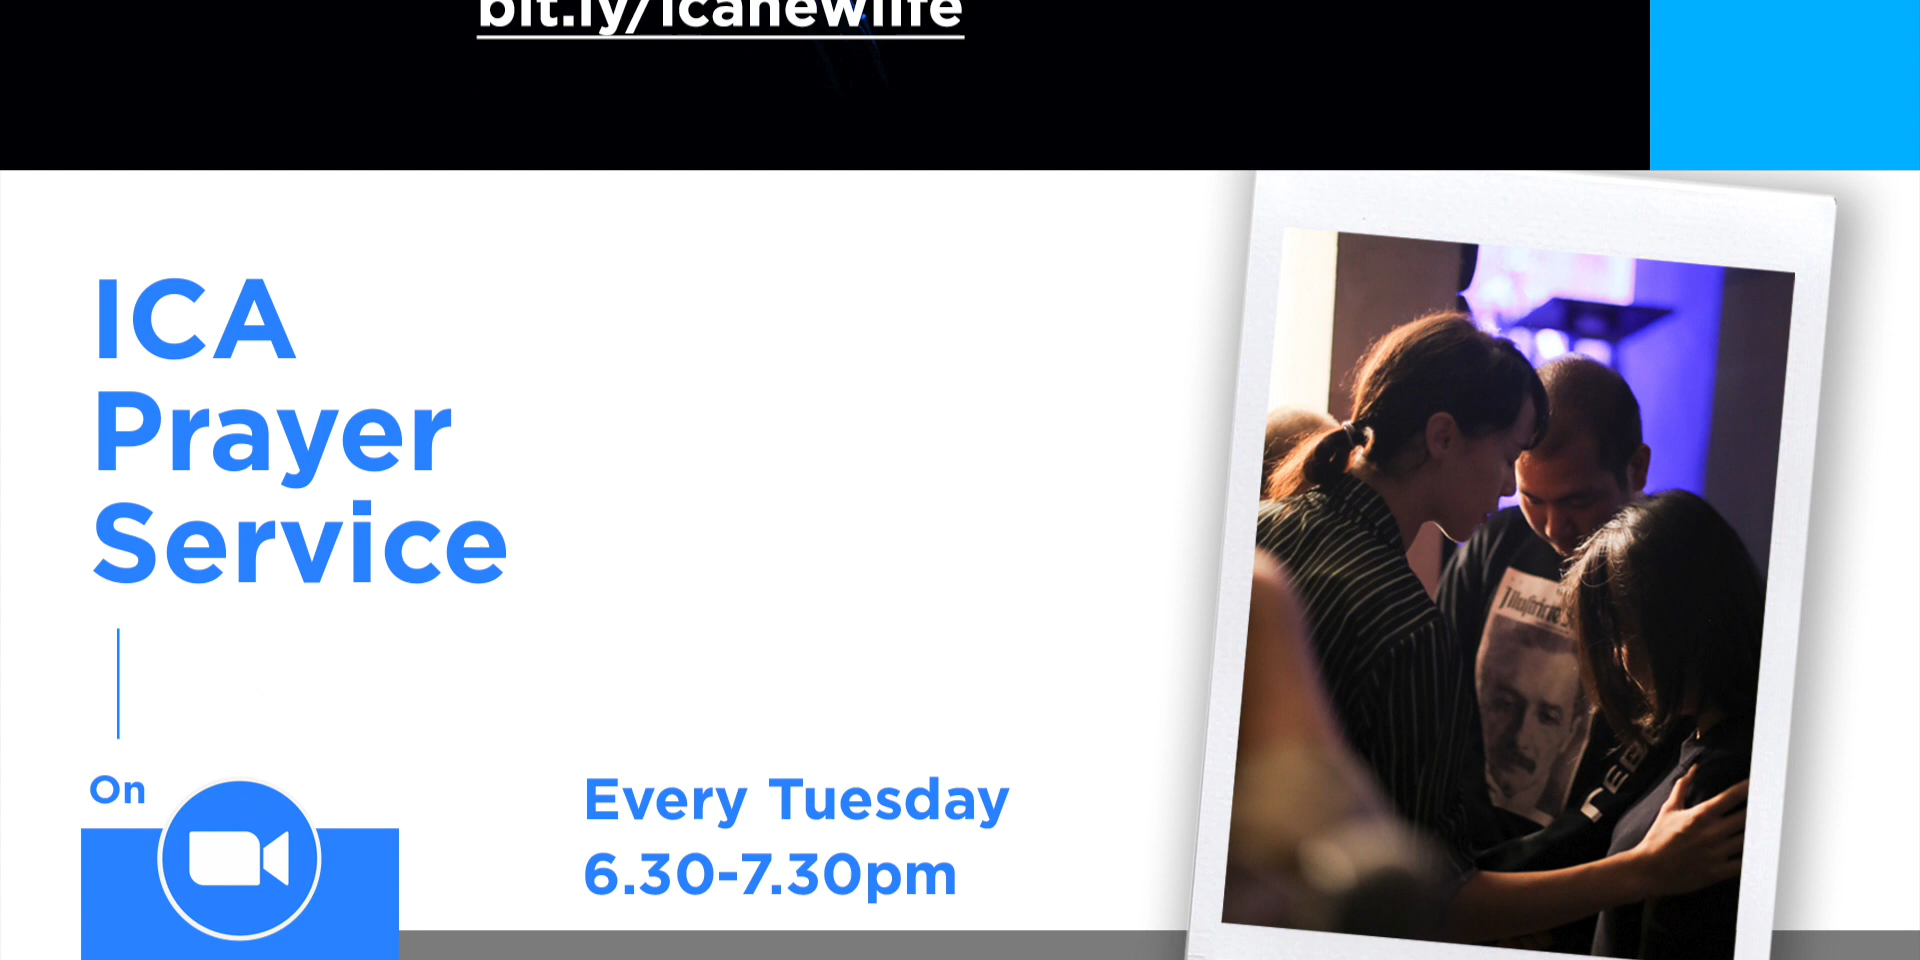 bit.ly/icanewlife
ICA
Prayer
Service
On
Every Tuesday
6.30-7.30pm